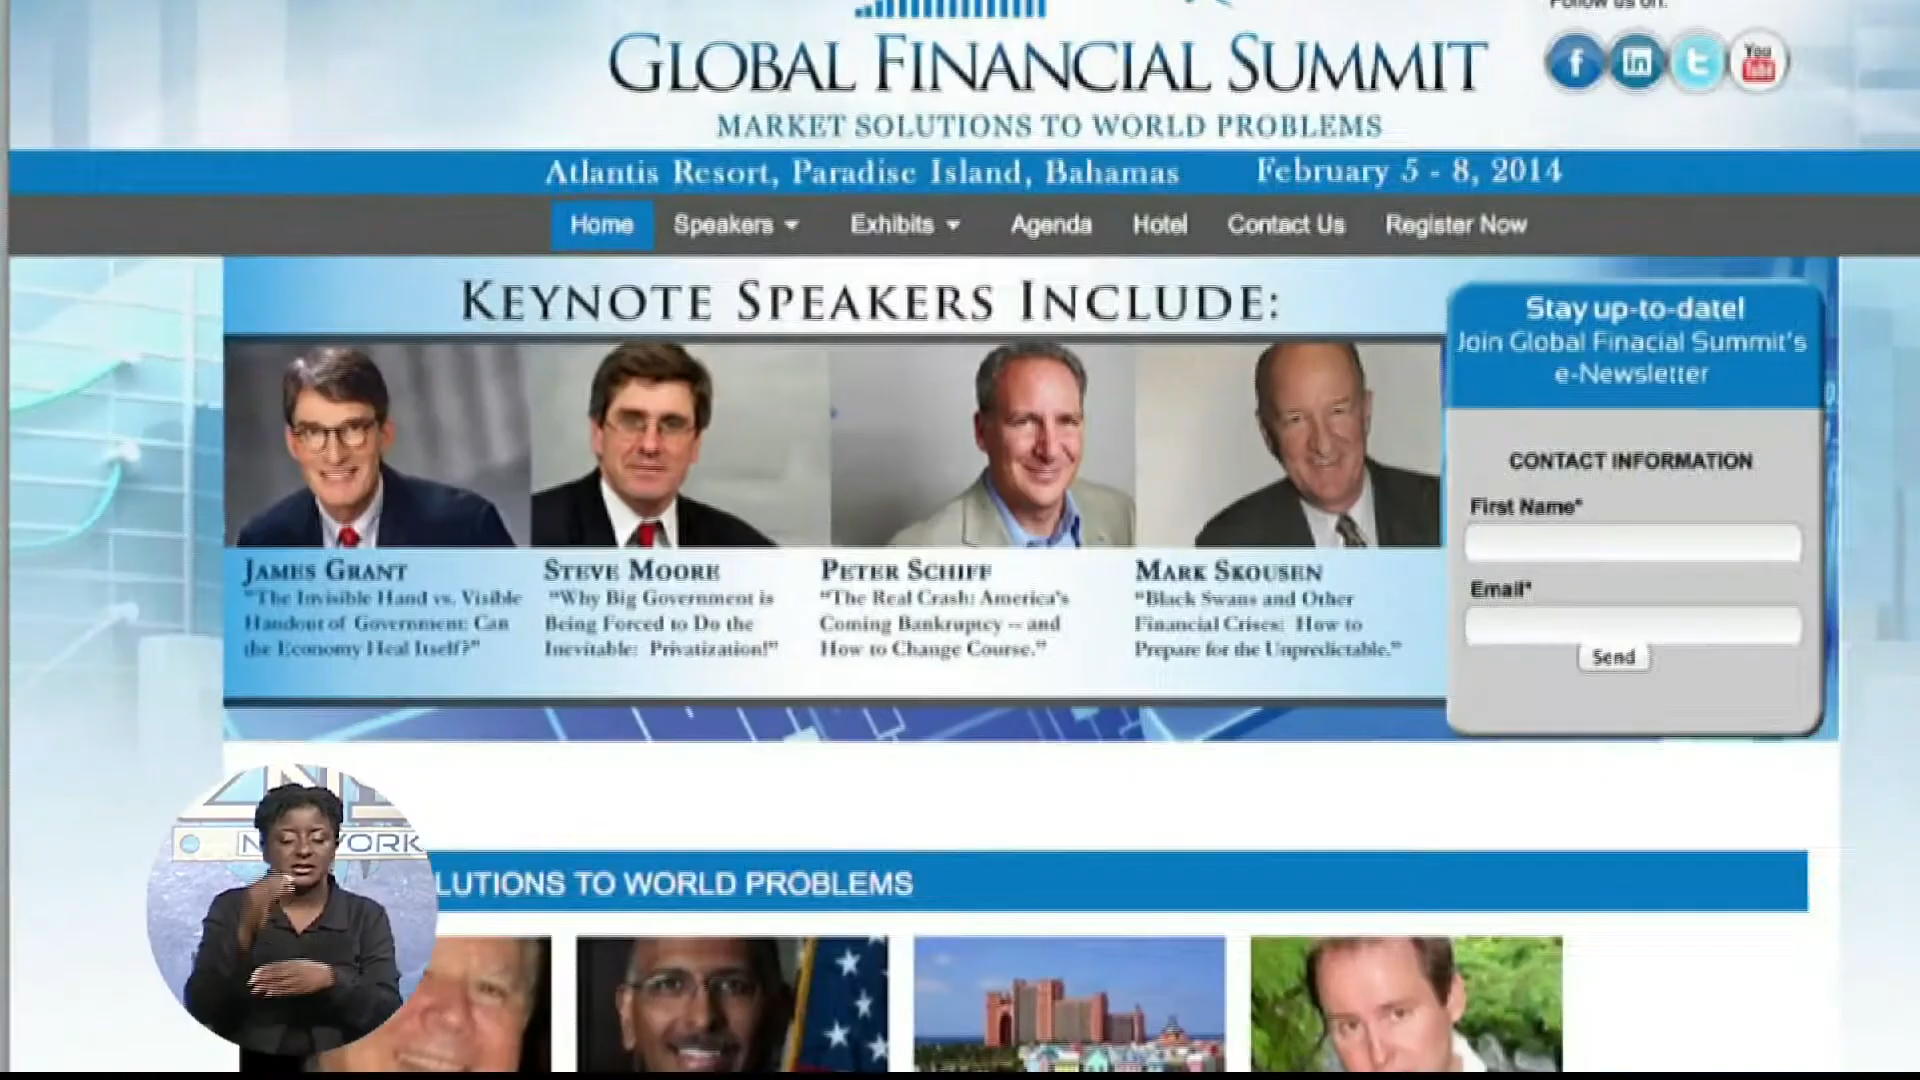 Follow us on:
GLOBAL FINANCIAL SUMMIT
MARKET SOLUTIONS TO WORLD PROBLEMS
Atlantis Resort, Paradise Island, Bahamas February 5 - 8, 2014
Home Speakers Exhibits Agenda Hotel Contact Us Register Now
KEYNOTE SPEAKERS INCLUDE:
JAMES GRANT
"The Invisible Hand vs. Visible
Handout of Government: Can
the Economy Heal Itself?"
STEVE MOORE
"Why Big Government is
Being Forced to Do the
Inevitable: Privatization!"
PETER SCHIFF
"The Real Crash: America's
Coming Bankruptcy -- and
How to Change Course."
MARK SKOUSEN
"Black Swans and Other
Financial Crises: How to
Prepare for the Unpredictable."
Stay up-to-date!
Join Global Finacial Summit's
e-Newsletter
CONTACT INFORMATION
First Name*
Email*
Send
LUTIONS TO WORLD PROBLEMS
f in t You Tube